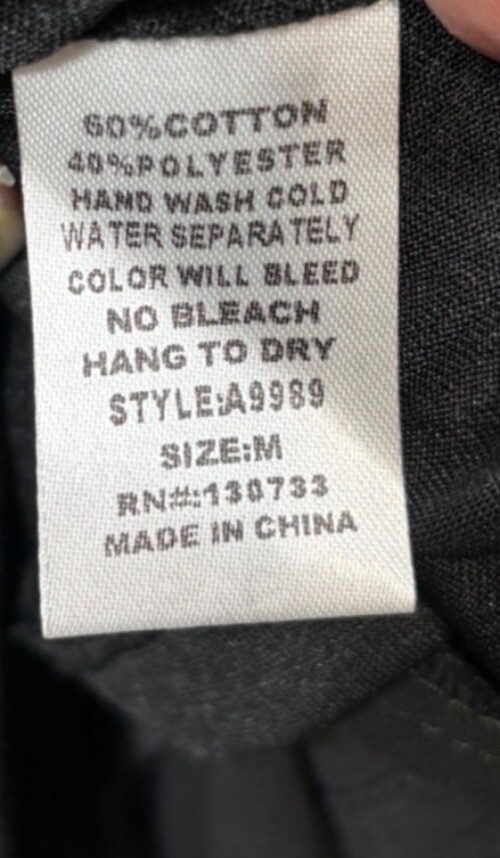 60%COTTON
40%POLYESTER
HAND WASH COLD
WATER SEPARATELY
COLOR WILL BLEED
NO BLEACH
HANG TO DRY
STYLE:A9989
SIZE:M
RN#:130733
MADE IN CHINA